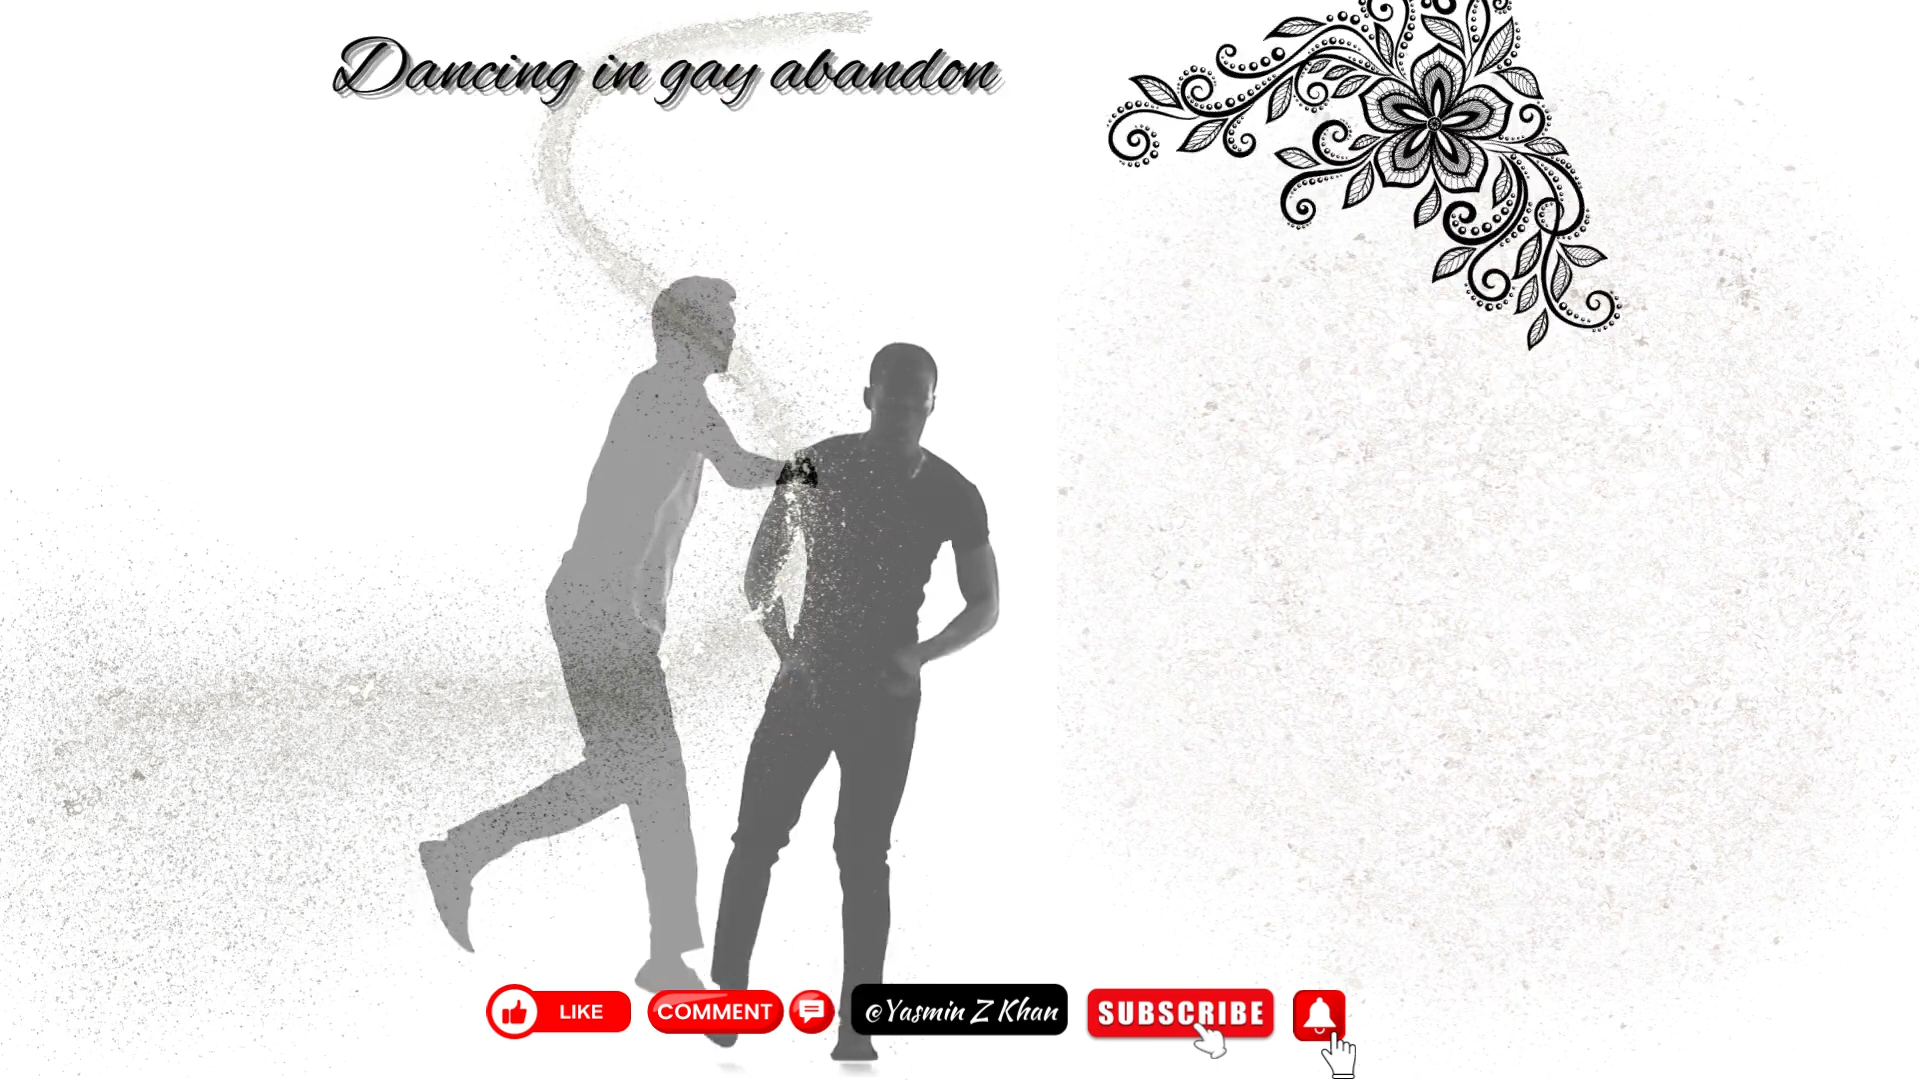 Dancing in gay abandon
LIKE
COMMENT
@Yasmin Z Khan
SUBSCRIBE